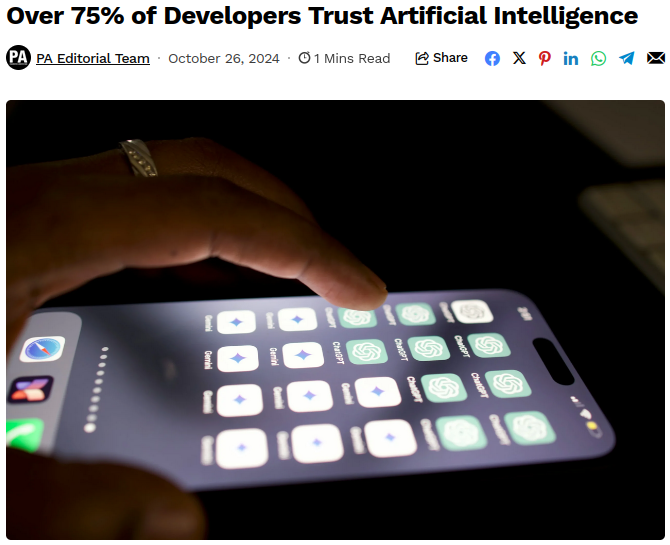 Over 75% of Developers Trust Artificial Intelligence
PA PA Editorial Team · October 26, 2024 · 1 Mins Read Share
Gemini Gemini ChatGPT ChatGPT ChatGPT
Gemini Gemini ChatGPT ChatGPT ChatGPT
Gemini Gemini Gemini ChatGPT ChatGPT
Gemini Gemini Gemini ChatGPT ChatGPT